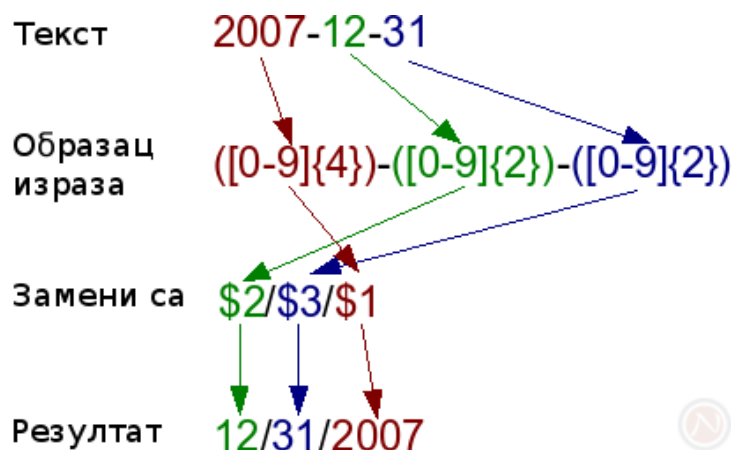 Текст 2007-12-31
Образац
израза ([0-9]{4})-([0-9]{2})-([0-9]{2})
Замени са $2/$3/$1
Резултат 12/31/2007